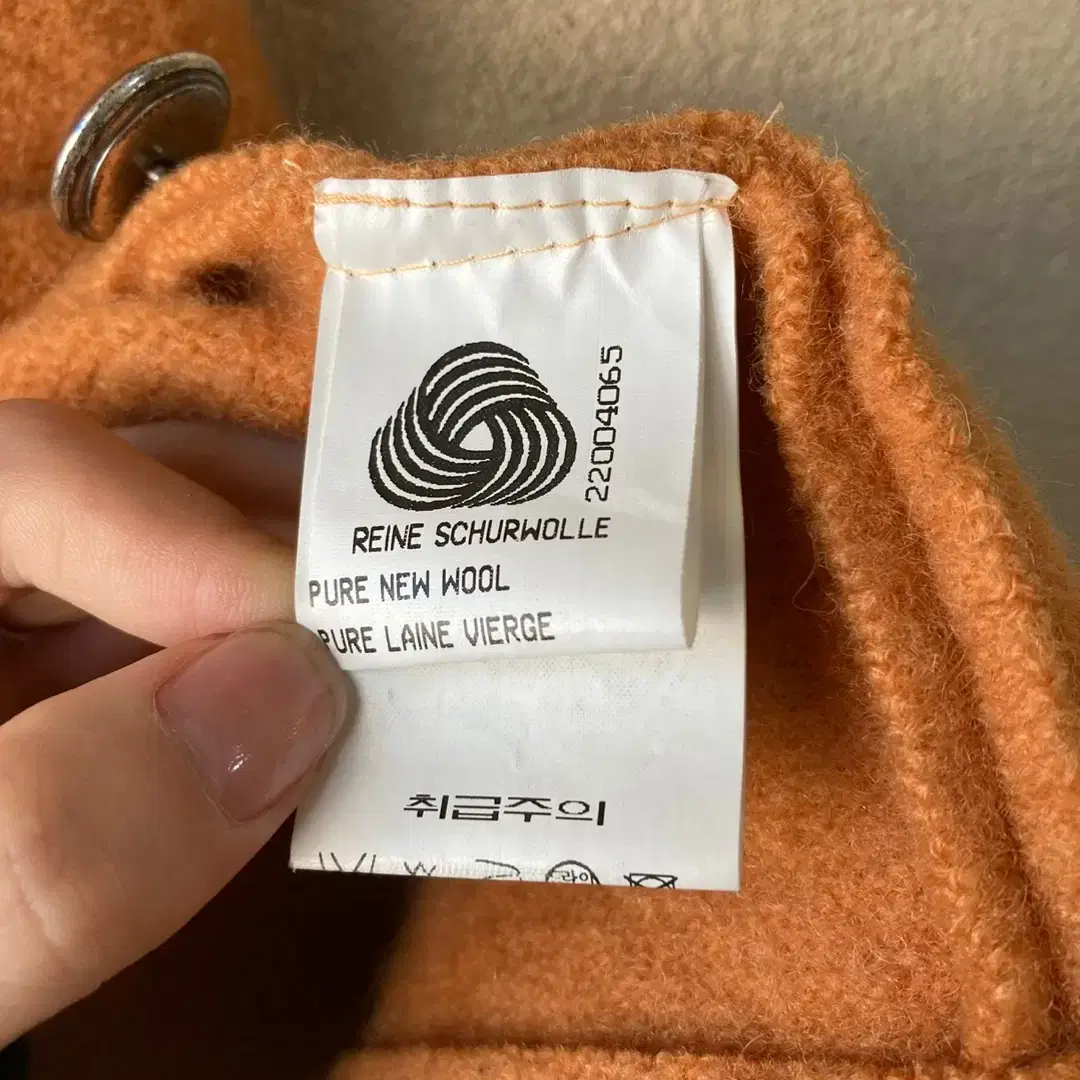 22004065
REINE SCHURWOLLE
PURE NEW WOOL
PURE LAINE VIERGE
취급주의